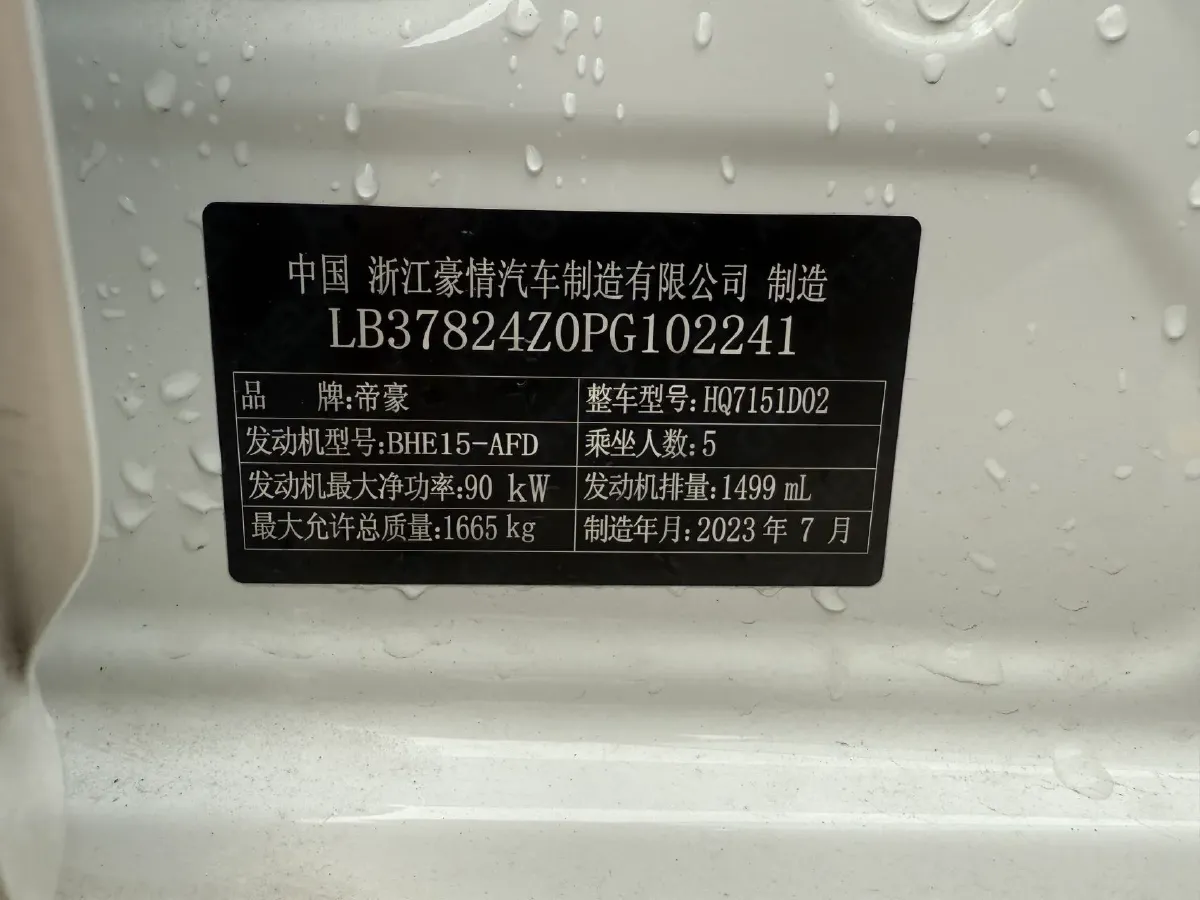 中国 浙江豪情汽车制造有限公司 制造
LB37824Z0PG102241
品 牌:帝豪 整车型号:HQ7151D02
发动机型号:BHE15-AFD 乘坐人数:5
发动机最大净功率:90 kW 发动机排量:1499 mL
最大允许总质量:1665 kg 制造年月:2023 年 7 月